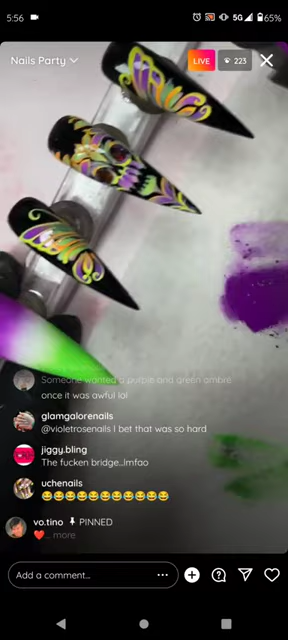 5:56
5G
65%
Nails Party
LIVE
223
Someone wanted a purple and green ombre
once it was awful lol
glamgalorenails
@violetrosenails I bet that was so hard
jiggy.bling
The fucken bridge...lmfao
uchenails
😂😂😂😂😂😂😂😂😂😂😂
vo.tino PINNED
❤️... more
Add a comment...